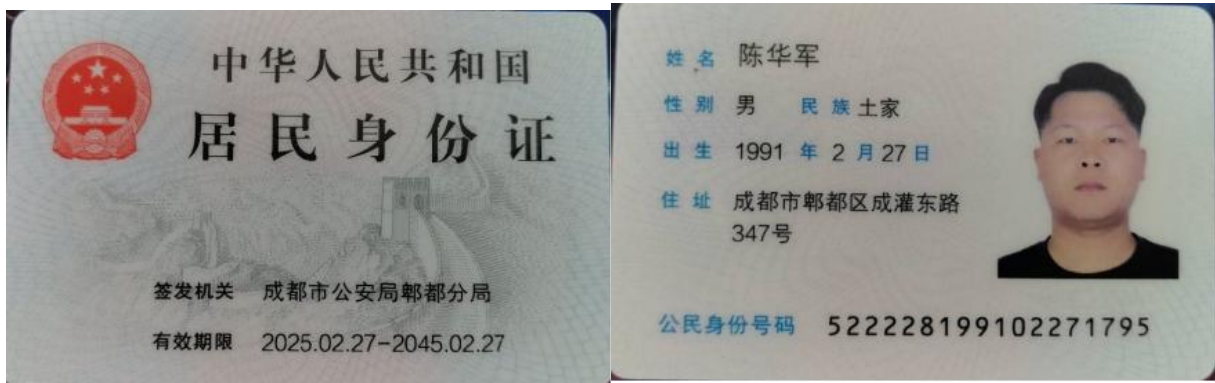 中华人民共和国
居民身份证
签发机关 成都市公安局郫都分局
有效期限 2025.02.27-2045.02.27
姓名 陈华军
性别 男 民族 土家
出生 1991 年 2 月 27 日
住址 成都市郫都区成灌东路
347号
公民身份号码 522228199102271795